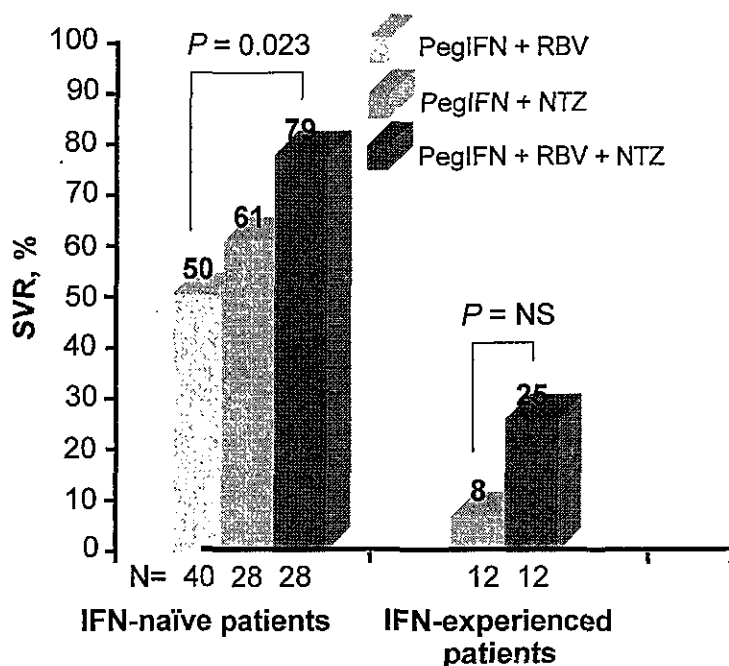 100
90
80
70
60
50
40
30
20
10
0
SVR, %
P = 0.023
PegIFN + RBV
PegIFN + NTZ
PegIFN + RBV + NTZ
50
61
79
P = NS
8
25
N= 40 28 28
12 12
IFN-naïve patients
IFN-experienced
patients